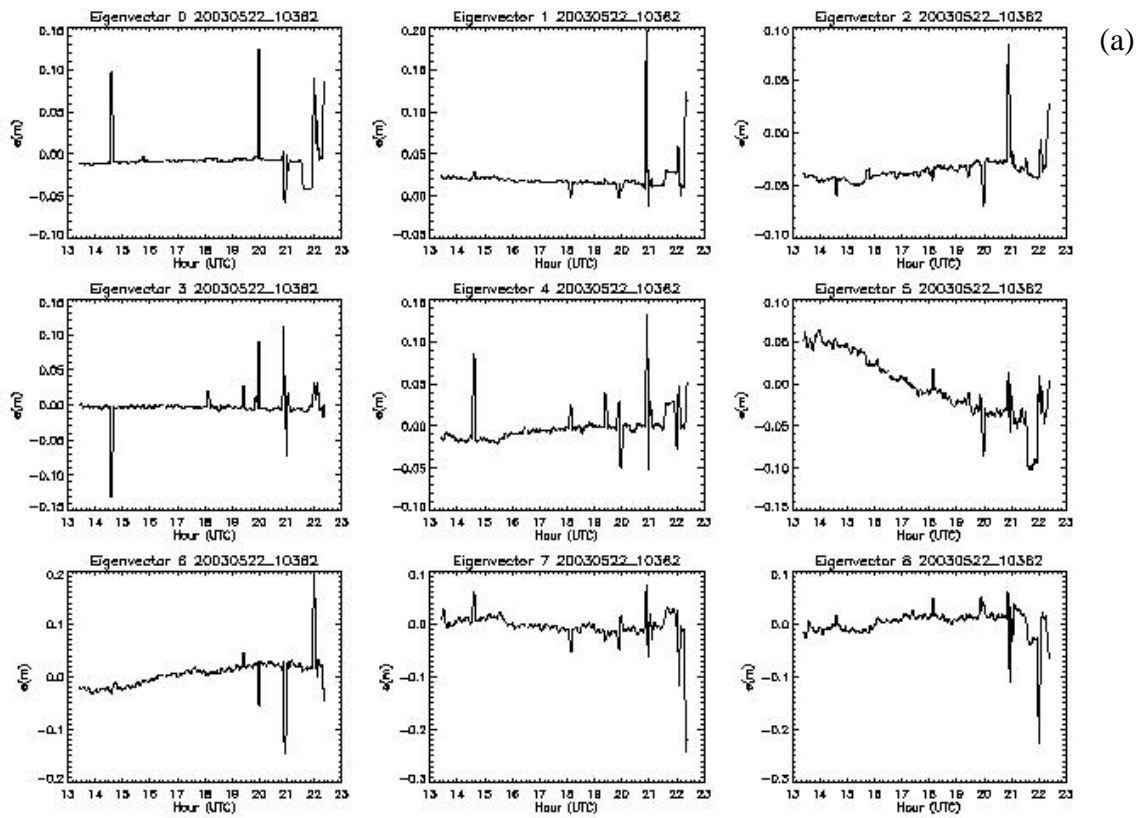 (a)
Eigenvector 0 20030522_10362
Eigenvector 1 20030522_10362
Eigenvector 2 20030522_10362
e(m)
0.15
0.10
0.05
0.00
-0.05
-0.10
13 14 15 16 17 18 19 20 21 22 23
Hour (UTC)
e(m)
0.20
0.15
0.10
0.05
0.00
-0.05
13 14 15 16 17 18 19 20 21 22 23
Hour (UTC)
e(m)
0.10
0.05
0.00
-0.05
-0.10
13 14 15 16 17 18 19 20 21 22 23
Hour (UTC)
Eigenvector 3 20030522_10362
Eigenvector 4 20030522_10362
Eigenvector 5 20030522_10362
e(m)
0.15
0.10
0.05
0.00
-0.05
-0.10
-0.15
13 14 15 16 17 18 19 20 21 22 23
Hour (UTC)
e(m)
0.15
0.10
0.05
0.00
-0.05
-0.10
13 14 15 16 17 18 19 20 21 22 23
Hour (UTC)
e(m)
0.10
0.05
0.00
-0.05
-0.10
-0.15
13 14 15 16 17 18 19 20 21 22 23
Hour (UTC)
Eigenvector 6 20030522_10362
Eigenvector 7 20030522_10362
Eigenvector 8 20030522_10362
e(m)
0.2
0.1
0.0
-0.1
-0.2
13 14 15 16 17 18 19 20 21 22 23
Hour (UTC)
e(m)
0.1
0.0
-0.1
-0.2
-0.3
13 14 15 16 17 18 19 20 21 22 23
Hour (UTC)
e(m)
0.1
0.0
-0.1
-0.2
-0.3
13 14 15 16 17 18 19 20 21 22 23
Hour (UTC)